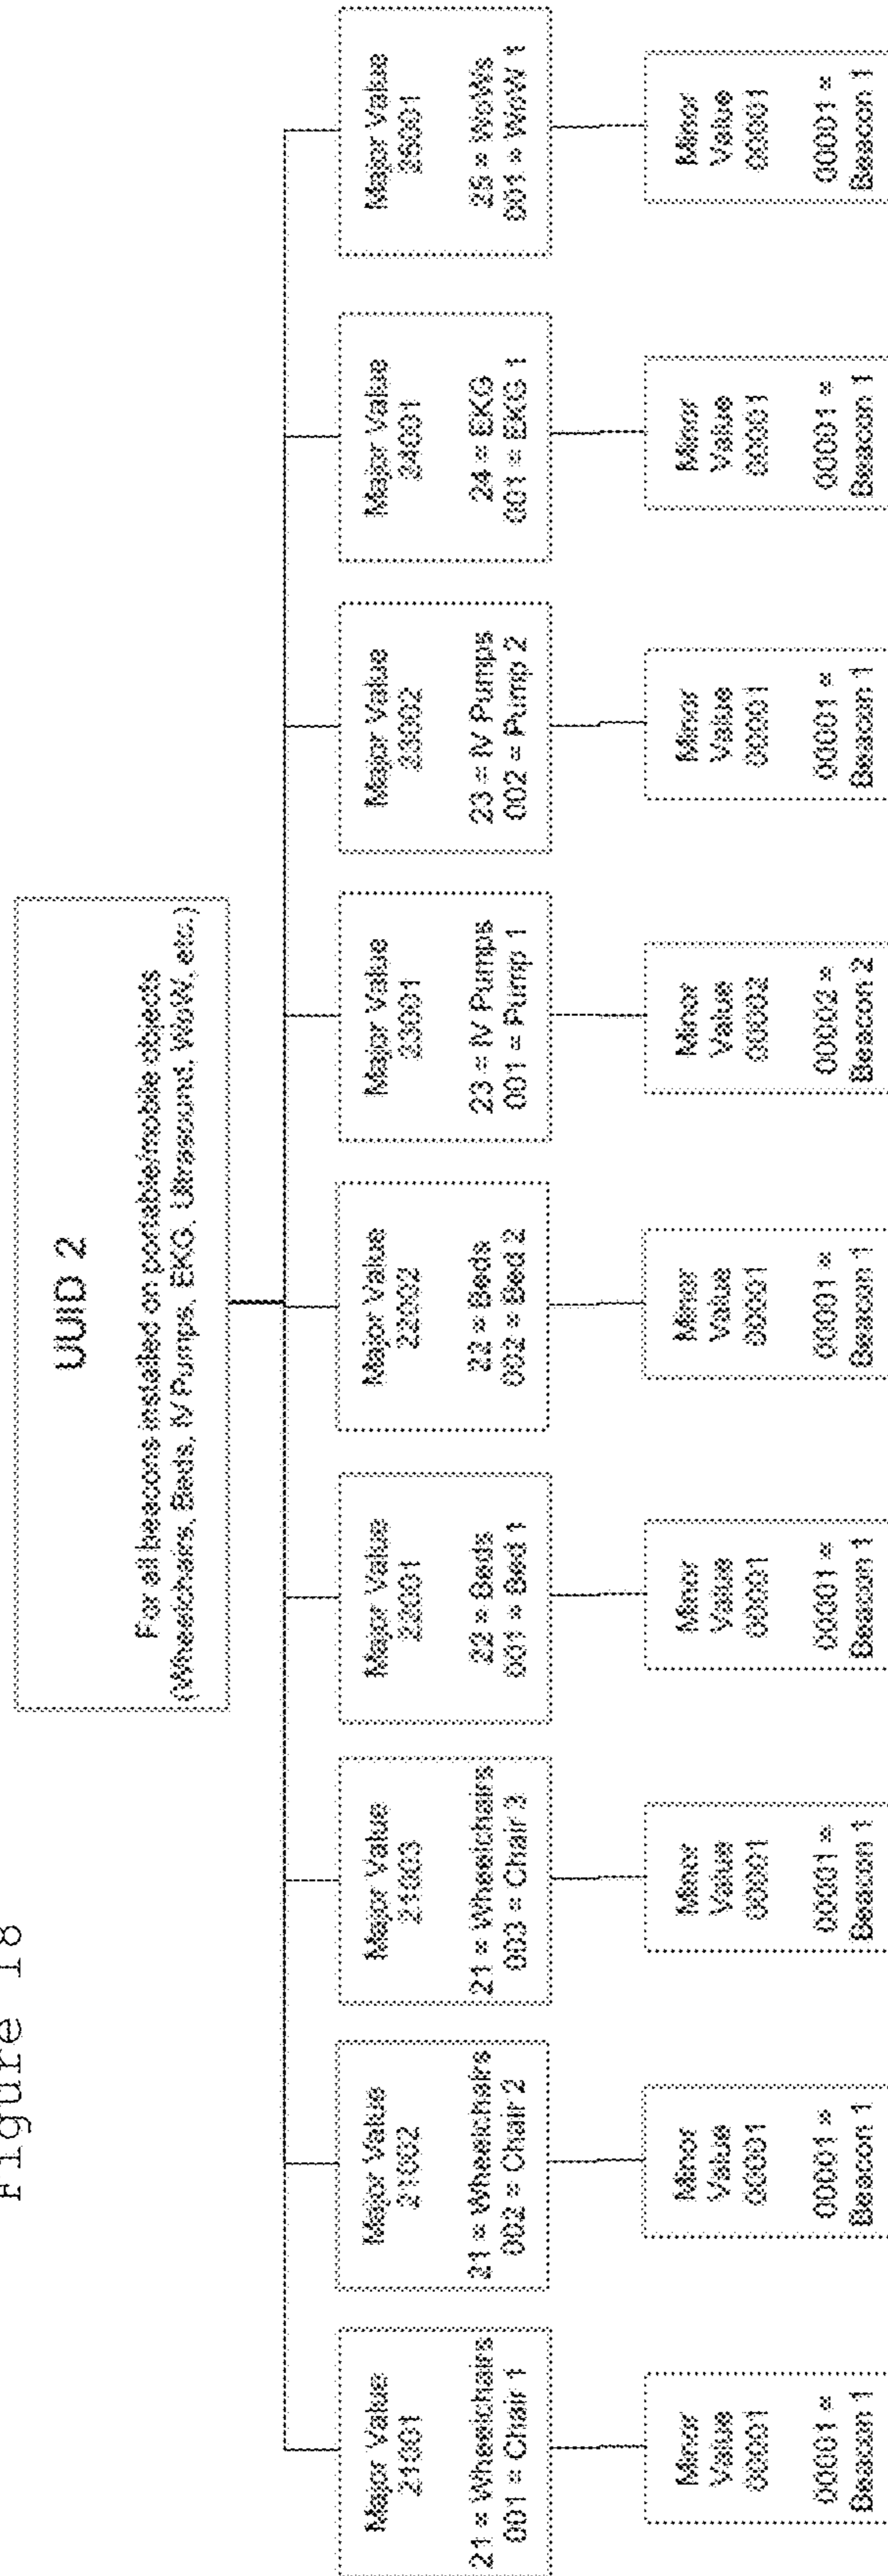 Figure 18
UUID 2
For all beacons installed on portable/mobile objects
(Wheelchairs, Beds, IV Pumps, EKG, Ultrasound, WoW, etc.)
Major Value
21001
21 = Wheelchairs
001 = Chair 1
Major Value
21002
21 = Wheelchairs
002 = Chair 2
Major Value
21003
21 = Wheelchairs
003 = Chair 3
Major Value
22001
22 = Beds
001 = Bed 1
Major Value
22002
22 = Beds
002 = Bed 2
Major Value
23001
23 = IV Pumps
001 = Pump 1
Major Value
23002
23 = IV Pumps
002 = Pump 2
Major Value
24001
24 = EKG
001 = EKG 1
Major Value
25001
25 = WoWs
001 = WoW 1
Minor
Value
00001
00001 =
Beacon 1
Minor
Value
00001
00001 =
Beacon 1
Minor
Value
00001
00001 =
Beacon 1
Minor
Value
00001
00001 =
Beacon 1
Minor
Value
00001
00001 =
Beacon 1
Minor
Value
00002
=
Beacon 2
Minor
Value
00001
00001 =
Beacon 1
Minor
Value
00001
00001 =
Beacon 1
Minor
Value
00001
00001 =
Beacon 1